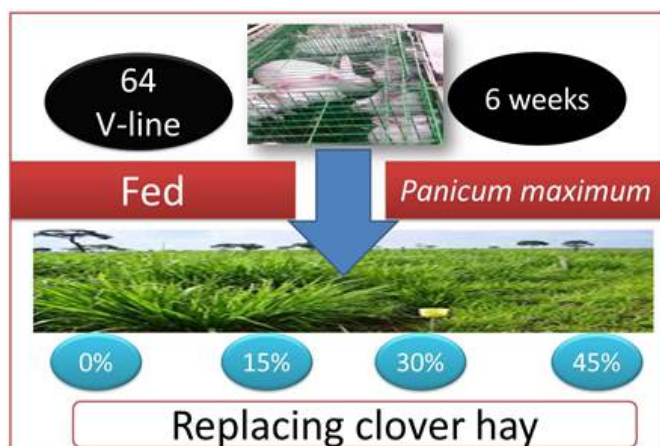 64
V-line
6 weeks
Fed
Panicum maximum
0%
15%
30%
45%
Replacing clover hay